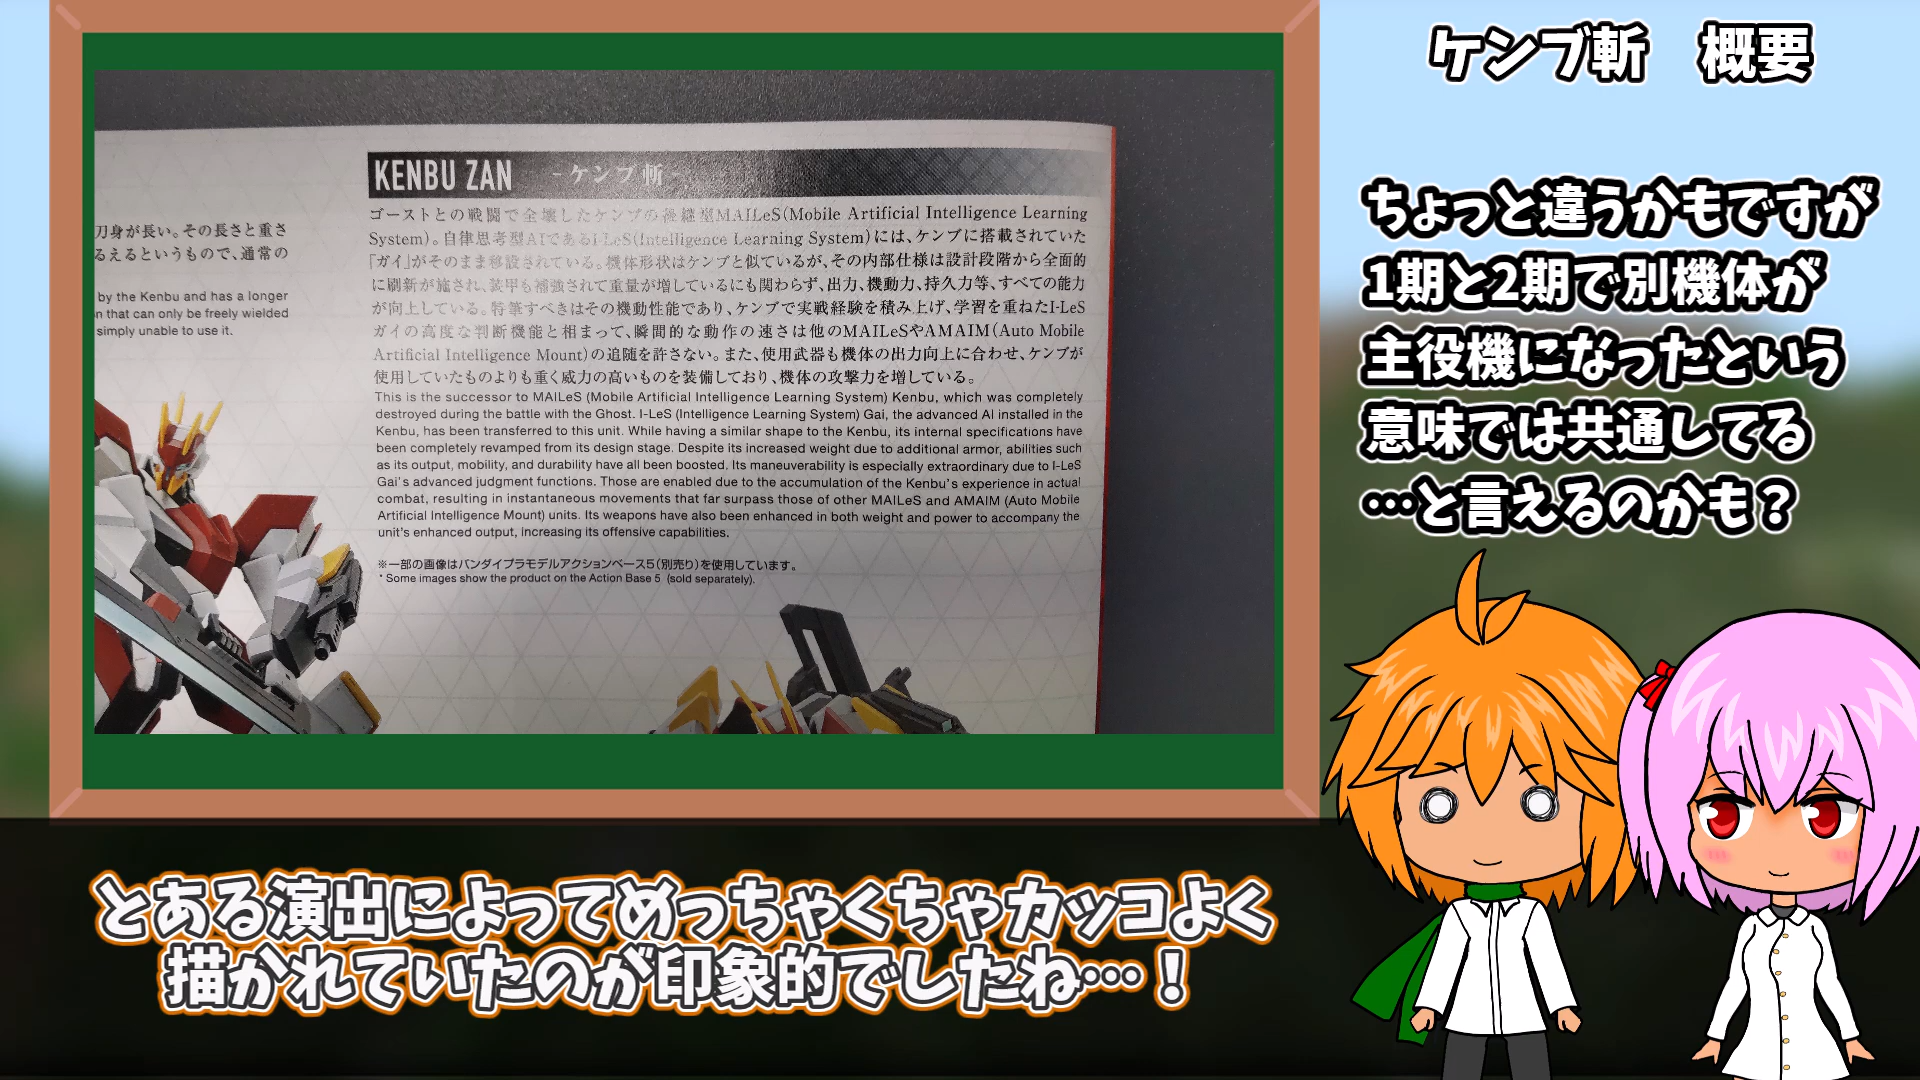 ケンブ斬 概要
ちょっと違うかもですが
1期と2期で別機体が
主役機になったという
意味では共通してる
…と言えるのかも？
刀身が長い。その長さと重さ
るえるというもので、通常の
by the Kenbu and has a longer
n that can only be freely wielded
simply unable to use it.
KENBU ZAN -ケンブ斬-
ゴーストとの戦闘で全壊したケンブの後継型MAILeS(Mobile Artificial Intelligence Learning
System)。自律思考型AIであるI-LeS(Intelligence Learning System)には、ケンブに搭載されていた
「ガイ」がそのまま移設されている。機体形状はケンブと似ているが、その内部仕様は設計段階から全面的
に刷新が施され、装甲も補強されて重量が増しているにも関わらず、出力、機動力、持久力等、すべての能力
が向上している。特筆すべきはその機動性能であり、ケンブで実戦経験を積み上げ、学習を重ねたI-LeS
ガイの高度な判断機能と相まって、瞬間的な動作の速さは他のMAILeSやAMAIM(Auto Mobile
Artificial Intelligence Mount)の追随を許さない。また、使用武器も機体の出力向上に合わせ、ケンブが
使用していたものよりも重く威力の高いものを装備しており、機体の攻撃力を増している。
This is the successor to MAILeS (Mobile Artificial Intelligence Learning System) Kenbu, which was completely
destroyed during the battle with the Ghost. I-LeS (Intelligence Learning System) Gai, the advanced AI installed in the
Kenbu, has been transferred to this unit. While having a similar shape to the Kenbu, its internal specifications have
been completely revamped from its design stage. Despite its increased weight due to additional armor, abilities such
as its output, mobility, and durability have all been boosted. Its maneuverability is especially extraordinary due to I-LeS
Gai's advanced judgment functions. Those are enabled due to the accumulation of the Kenbu's experience in actual
combat, resulting in instantaneous movements that far surpass those of other MAILeS and AMAIM (Auto Mobile
Artificial Intelligence Mount) units. Its weapons have also been enhanced in both weight and power to accompany the
unit's enhanced output, increasing its offensive capabilities.
※一部の画像はバンダイプラモデルアクションベース5(別売り)を使用しています。
* Some images show the product on the Action Base 5 (sold separately).
とある演出によってめっちゃくちゃカッコよく
描かれていたのが印象的でしたね…！